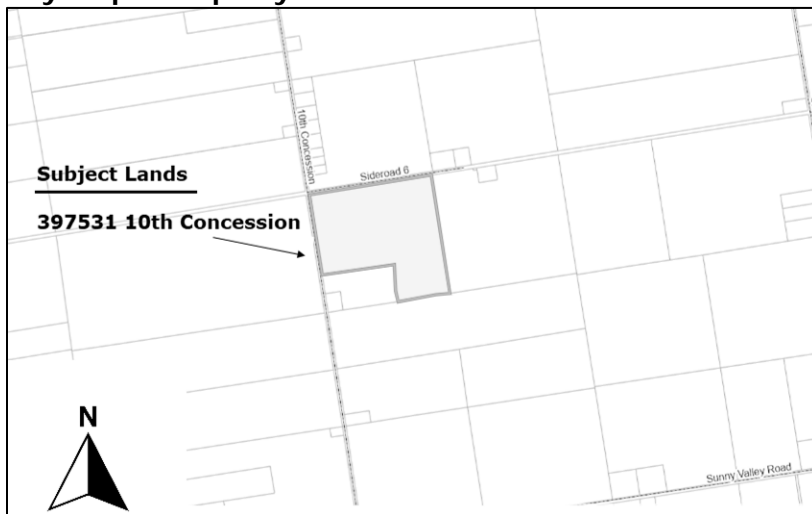 10th Concession
Sideroad 6
Subject Lands
397531 10th Concession
N
Sunny Valley Road